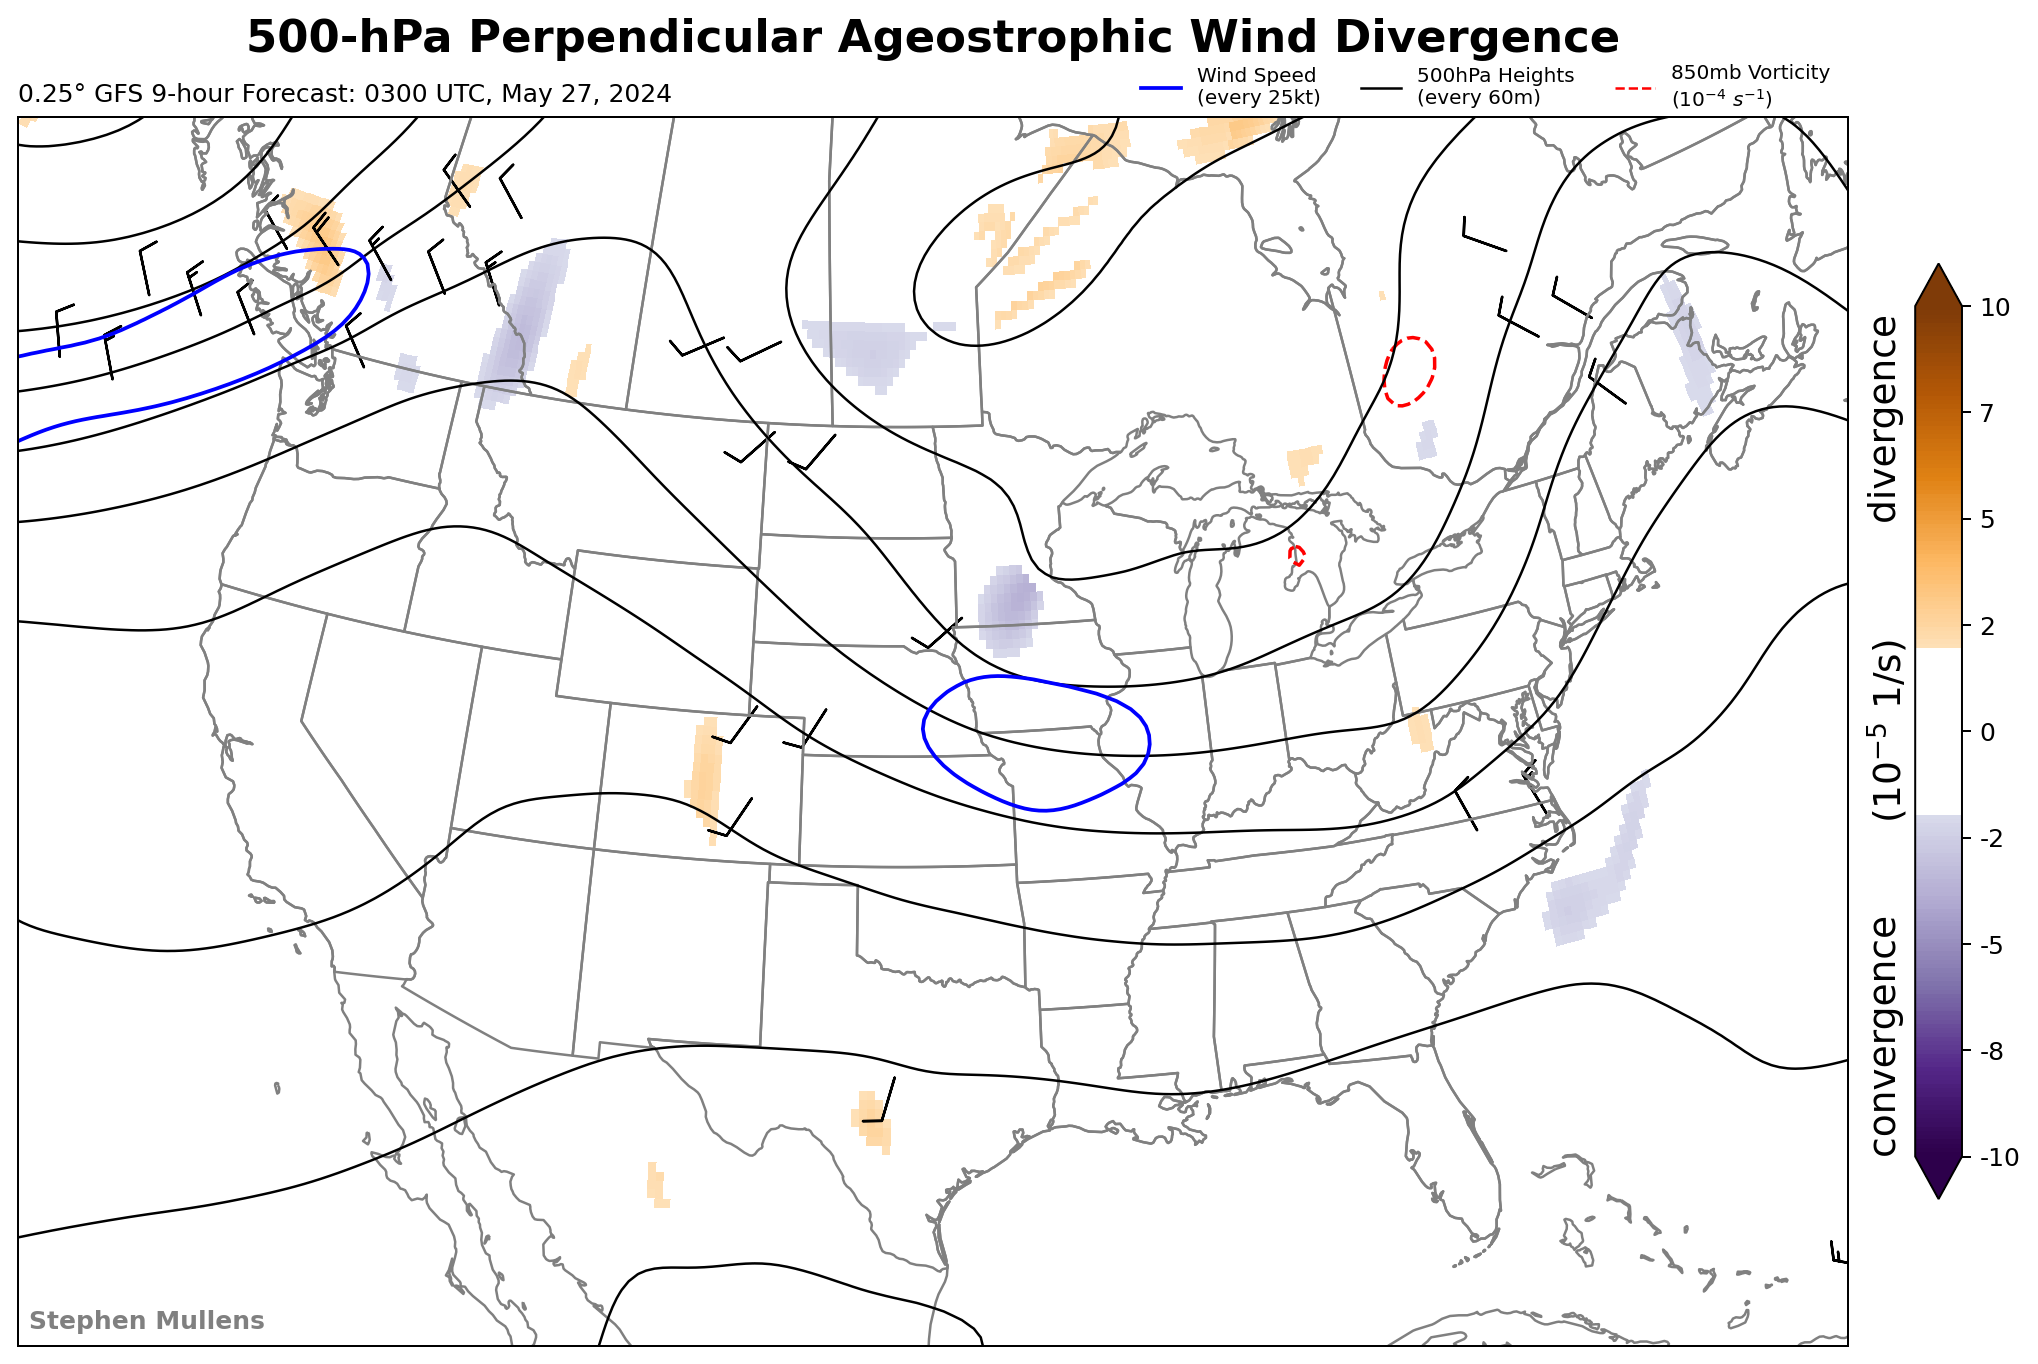 500-hPa Perpendicular Ageostrophic Wind Divergence
0.25° GFS 9-hour Forecast: 0300 UTC, May 27, 2024
Wind Speed
(every 25kt)
500hPa Heights
(every 60m)
850mb Vorticity
(10⁻⁴ s⁻¹)
divergence
(10⁻⁵ 1/s)
convergence
10
7
5
2
0
-2
-5
-8
-10
Stephen Mullens